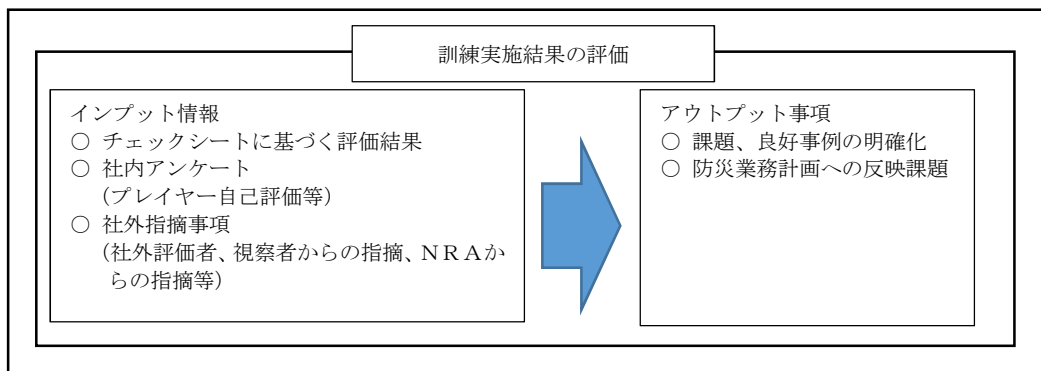 訓練実施結果の評価
インプット情報
○ チェックシートに基づく評価結果
○ 社内アンケート
(プレイヤー自己評価等)
○ 社外指摘事項
(社外評価者、視察者からの指摘、ＮＲＡか
らの指摘等)
アウトプット事項
○ 課題、良好事例の明確化
○ 防災業務計画への反映課題